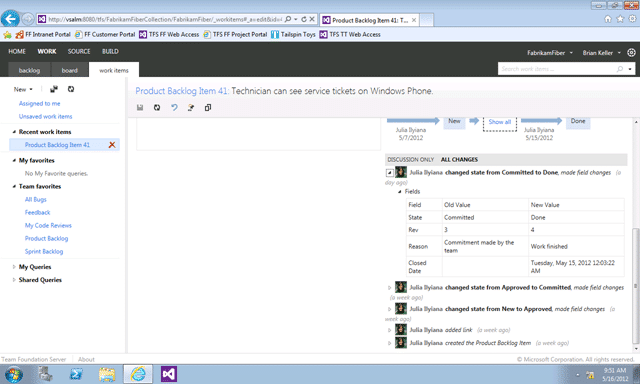 http://vsalm:8080/tfs/FabrikamFiberCollection/FabrikamFiber/_workitems#_a=edit&id=4
Product Backlog Item 41: T...
FF Intranet Portal FF Customer Portal TFS FF Web Access TFS FF Project Portal Tailspin Toys TFS TT Web Access
HOME WORK SOURCE BUILD
FabrikamFiber Brian Keller
backlog board work items
Search work items...
New
Assigned to me
Unsaved work items
Recent work items
Product Backlog Item 41
My favorites
No My Favorite queries.
Team favorites
All Bugs
Feedback
My Code Reviews
Product Backlog
Sprint Backlog
My Queries
Shared Queries
Product Backlog Item 41: Technician can see service tickets on Windows Phone.
New Show all Done
Julia Ilyiana Julia Ilyiana
5/7/2012 5/15/2012
DISCUSSION ONLY ALL CHANGES
Julia Ilyiana changed state from Committed to Done, made field changes (a
day ago)
Fields
Field Old Value New Value
State Committed Done
Rev 3 4
Reason Commitment made by the Work finished
team
Closed Tuesday, May 15, 2012 12:03:22
Date AM
Julia Ilyiana changed state from Approved to Committed, made field changes
(a week ago)
Julia Ilyiana changed state from New to Approved, made field changes (a
week ago)
Julia Ilyiana added link (a week ago)
Julia Ilyiana created the Product Backlog Item (a week ago)
Team Foundation Server About
© Microsoft Corporation. All rights reserved.
9:51 AM
5/16/2012